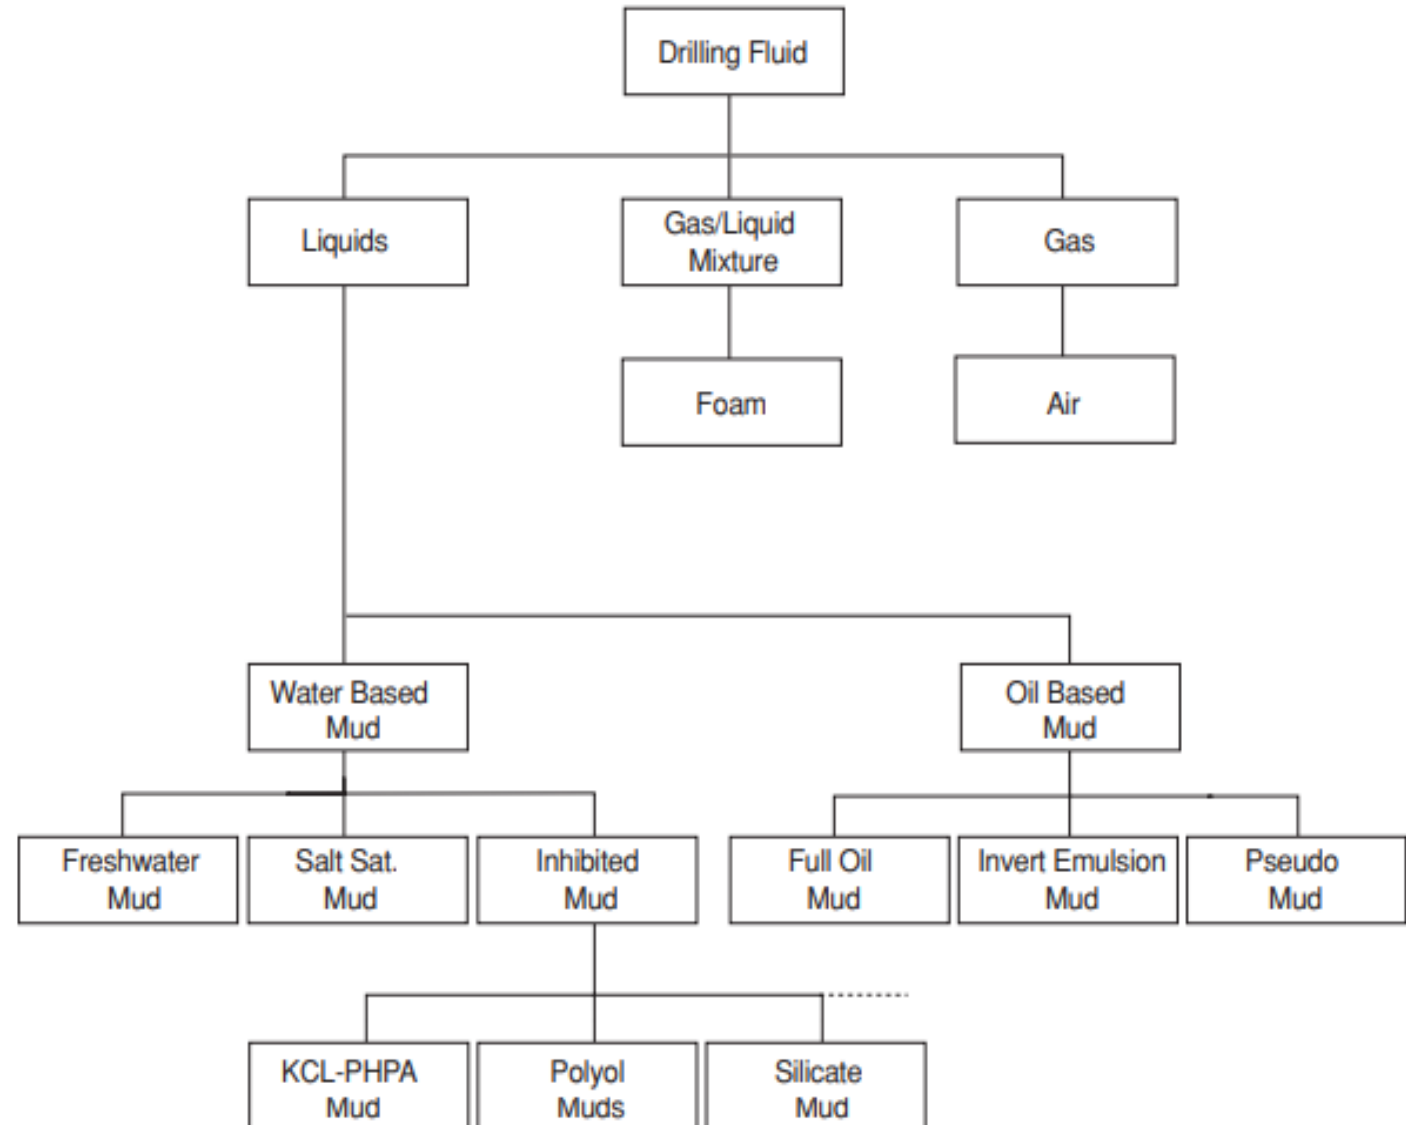 Drilling Fluid
Liquids
Gas/Liquid
Mixture
Gas
Foam
Air
Water Based
Mud
Oil Based
Mud
Freshwater
Mud
Salt Sat.
Mud
Inhibited
Mud
Full Oil
Mud
Invert Emulsion
Mud
Pseudo
Mud
KCL-PHPA
Mud
Polyol
Muds
Silicate
Mud